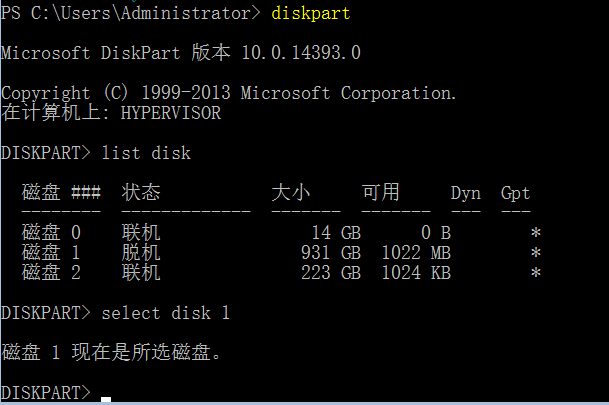 PS C:\Users\Administrator> diskpart
Microsoft DiskPart 版本 10.0.14393.0
Copyright (C) 1999-2013 Microsoft Corporation.
在计算机上: HYPERVISOR
DISKPART> list disk
磁盘 ###  状态           大小     可用     Dyn  Gpt
--------  -------------  -------  -------  ---  ---
磁盘 0    联机              14 GB      0 B        *
磁盘 1    脱机             931 GB  1022 MB        *
磁盘 2    联机             223 GB  1024 KB        *
DISKPART> select disk 1
磁盘 1 现在是所选磁盘。
DISKPART>